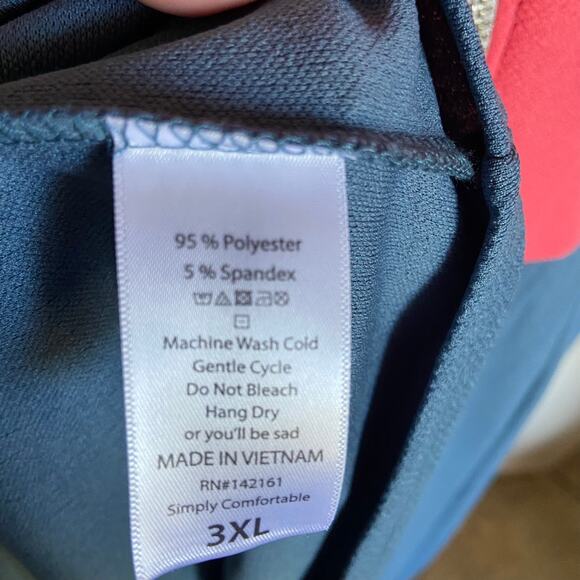 95 % Polyester
5 % Spandex
Machine Wash Cold
Gentle Cycle
Do Not Bleach
Hang Dry
or you'll be sad
MADE IN VIETNAM
RN#142161
Simply Comfortable
3XL